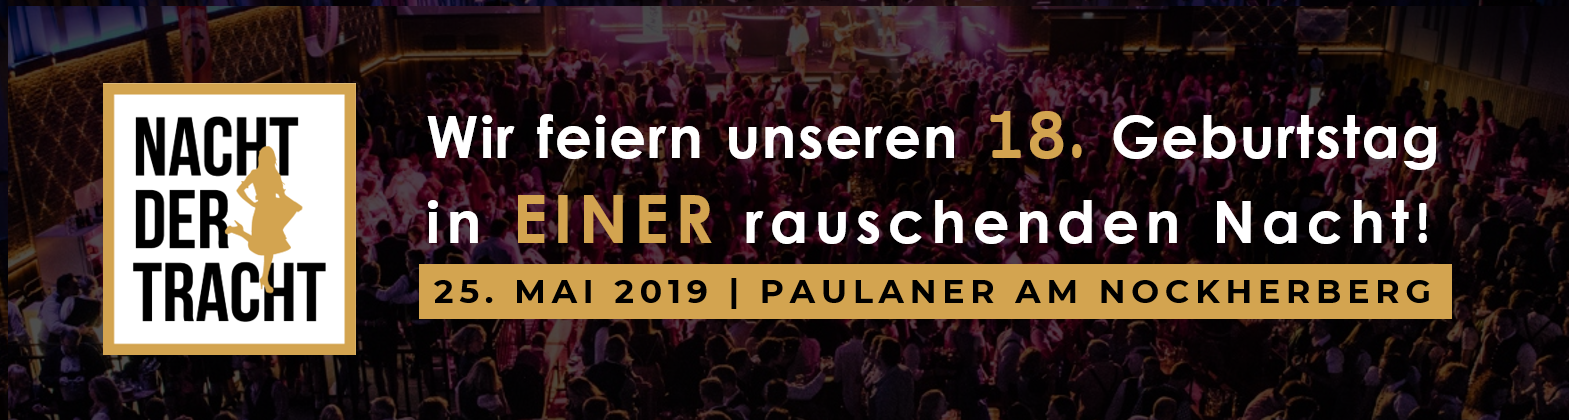 NACHT
DER
TRACHT
Wir feiern unseren 18. Geburtstag
in EINER rauschenden Nacht!
25. MAI 2019 | PAULANER AM NOCKHERBERG